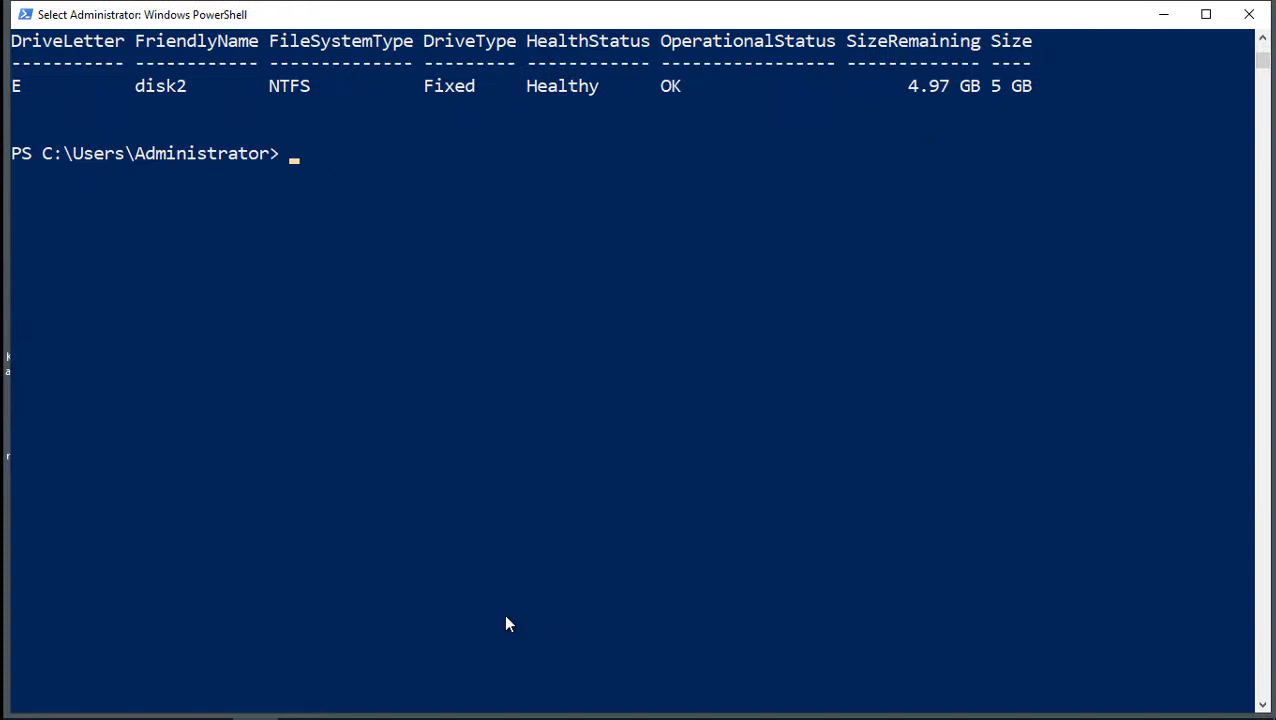 Select Administrator: Windows PowerShell
DriveLetter FriendlyName FileSystemType DriveType HealthStatus OperationalStatus SizeRemaining Size
----------- ------------ -------------- --------- ------------ ----------------- ------------- ----
E disk2 NTFS Fixed Healthy OK 4.97 GB 5 GB
PS C:\Users\Administrator>